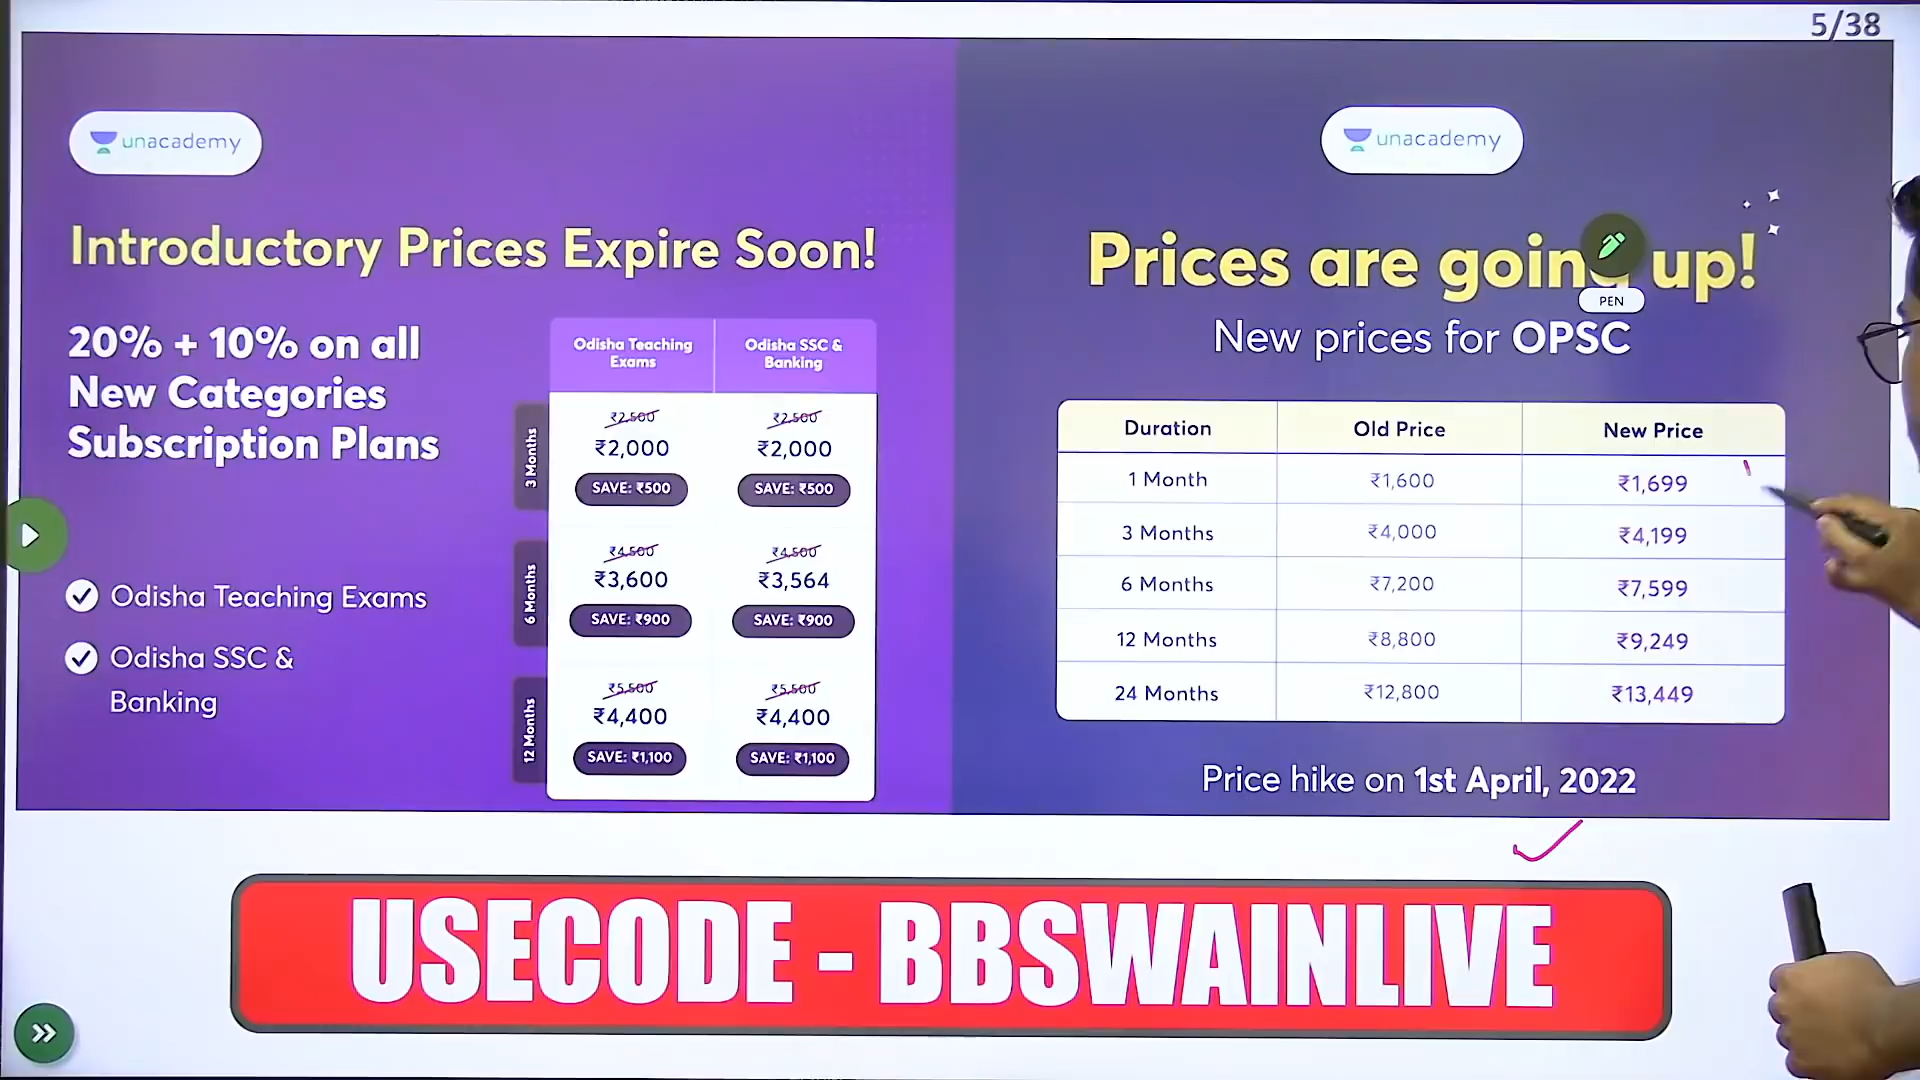 5/38
unacademy
Introductory Prices Expire Soon!
20% + 10% on all
New Categories
Subscription Plans
Odisha Teaching Exams
Odisha SSC &
Banking
Odisha Teaching
Exams
Odisha SSC &
Banking
3 Months
₹2,500
₹2,000
SAVE: ₹500
₹2,500
₹2,000
SAVE: ₹500
6 Months
₹4,500
₹3,600
SAVE: ₹900
₹4,500
₹3,564
SAVE: ₹900
12 Months
₹5,500
₹4,400
SAVE: ₹1,100
₹5,500
₹4,400
SAVE: ₹1,100
unacademy
Prices are going up!
PEN
New prices for OPSC
Duration Old Price New Price
1 Month ₹1,600 ₹1,699
3 Months ₹4,000 ₹4,199
6 Months ₹7,200 ₹7,599
12 Months ₹8,800 ₹9,249
24 Months ₹12,800 ₹13,449
Price hike on 1st April, 2022
USECODE - BBSWAINLIVE